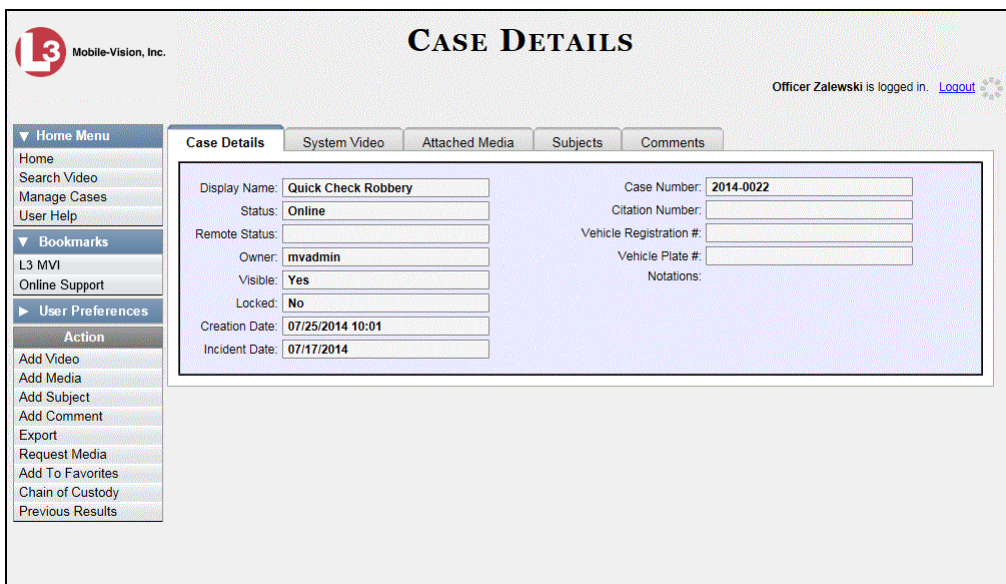 L3 Mobile-Vision, Inc.
CASE DETAILS
Officer Zalewski is logged in. Logout
▼ Home Menu
Home
Search Video
Manage Cases
User Help
▼ Bookmarks
L3 MVI
Online Support
▶ User Preferences
Action
Add Video
Add Media
Add Subject
Add Comment
Export
Request Media
Add To Favorites
Chain of Custody
Previous Results
Case Details System Video Attached Media Subjects Comments
Display Name: Quick Check Robbery
Status: Online
Remote Status:
Owner: mvadmin
Visible: Yes
Locked: No
Creation Date: 07/25/2014 10:01
Incident Date: 07/17/2014
Case Number: 2014-0022
Citation Number:
Vehicle Registration #:
Vehicle Plate #:
Notations: